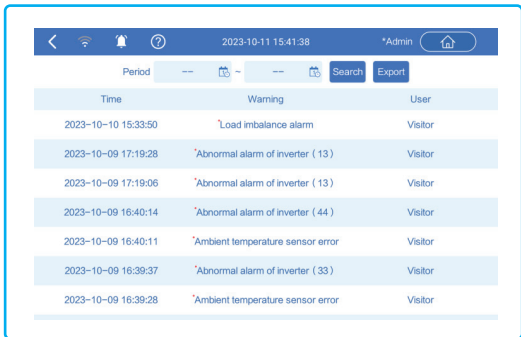 2023-10-11 15:41:38 *Admin
Period -- ~ -- Search Export
Time Warning User
2023-10-10 15:33:50 *Load imbalance alarm Visitor
2023-10-09 17:19:28 *Abnormal alarm of inverter (13) Visitor
2023-10-09 17:19:06 *Abnormal alarm of inverter (13) Visitor
2023-10-09 16:40:14 *Abnormal alarm of inverter (44) Visitor
2023-10-09 16:40:11 *Ambient temperature sensor error Visitor
2023-10-09 16:39:37 *Abnormal alarm of inverter (33) Visitor
2023-10-09 16:39:28 *Ambient temperature sensor error Visitor